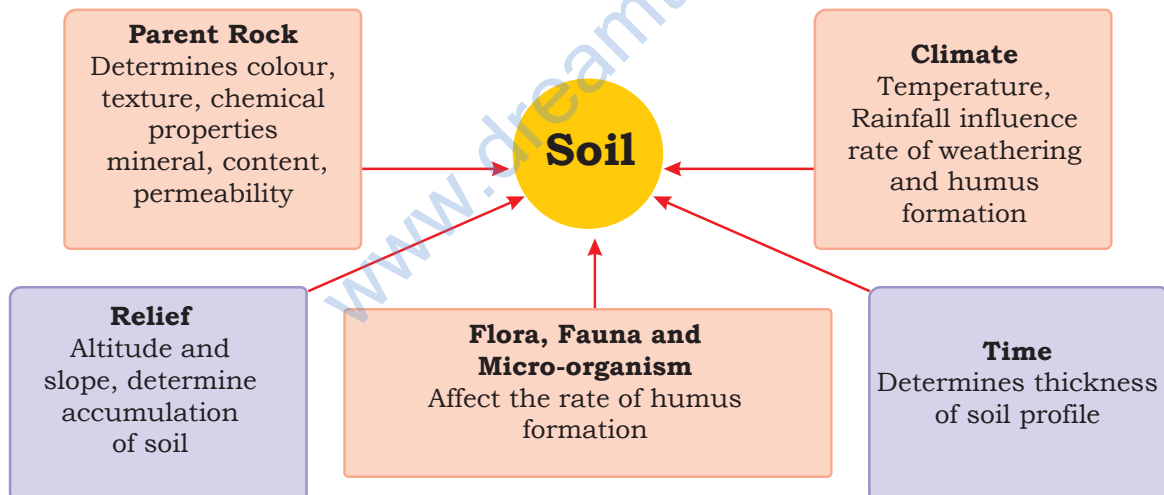 Parent Rock
Determines colour,
texture, chemical
properties
mineral, content,
permeability
Soil
Climate
Temperature,
Rainfall influence
rate of weathering
and humus
formation
Relief
Altitude and
slope, determine
accumulation
of soil
Flora, Fauna and
Micro-organism
Affect the rate of humus
formation
Time
Determines thickness
of soil profile